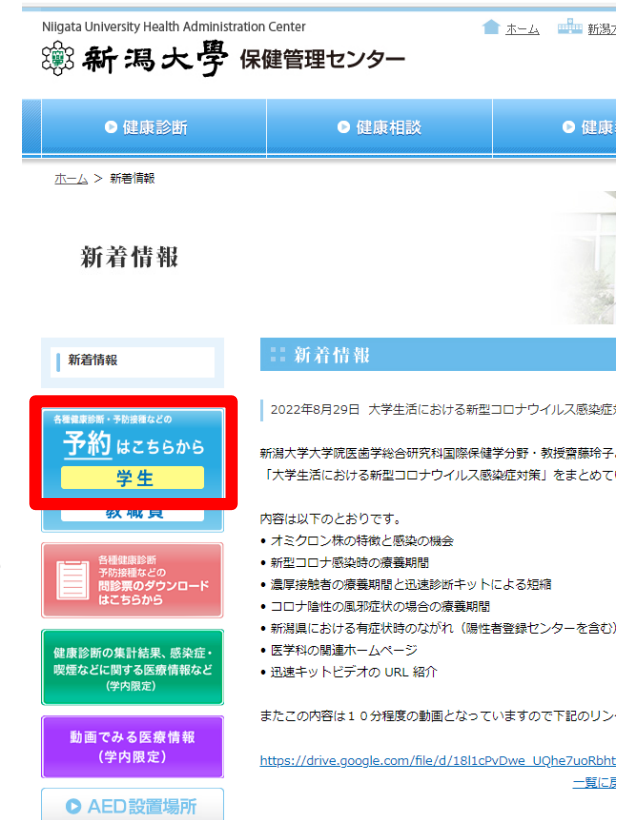 Niigata University Health Administration Center
ホーム
新潟
新潟大學 保健管理センター
健康診断
健康相談
健康
ホーム > 新着情報
新着情報
新着情報
新着情報
各種健康診断・予防接種などの
予約はこちらから
学生
教職員
各種健康診断
予防接種などの
問診票のダウンロード
はこちらから
健康診断の集計結果、感染症・
喫煙などに関する医療情報など
(学内限定)
動画でみる医療情報
(学内限定)
AED設置場所
2022年8月29日 大学生活における新型コロナウイルス感染症
新潟大学大学院医歯学総合研究科国際保健学分野・教授齋藤玲子
「大学生活における新型コロナウイルス感染症対策」をまとめて
内容は以下のとおりです。
• オミクロン株の特徴と感染の機会
• 新型コロナ感染時の療養期間
• 濃厚接触者の療養期間と迅速診断キットによる短縮
• コロナ陰性の風邪症状の場合の療養期間
• 新潟県における有症状時のながれ（陽性者登録センターを含む）
• 医学科の関連ホームページ
• 迅速キットビデオの URL 紹介
またこの内容は１０分程度の動画となっていますので下記のリン
https://drive.google.com/file/d/18l1cPvDwe_UQhe7uoRbht
一覧に戻